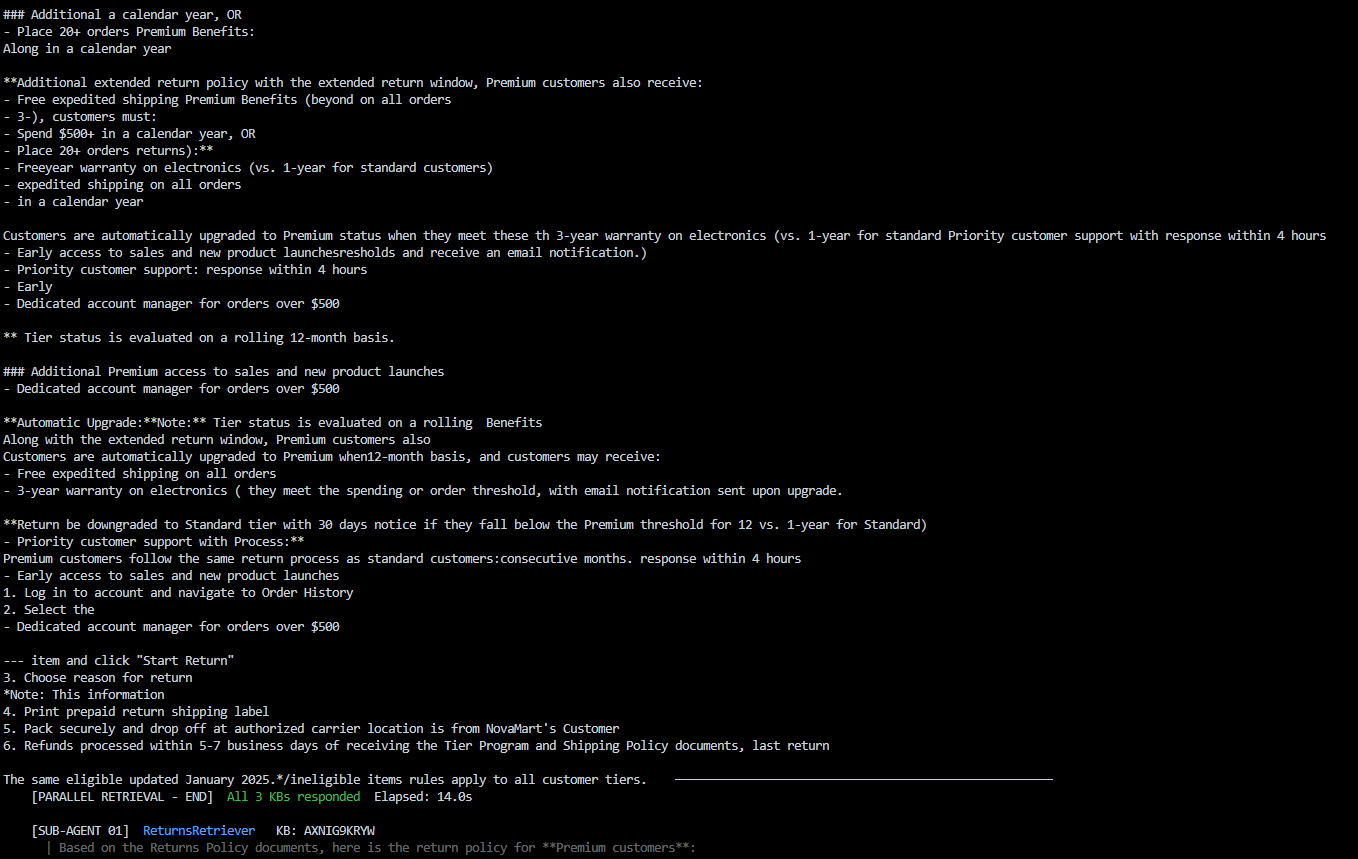 ### Additional a calendar year, OR
- Place 20+ orders Premium Benefits:
Along in a calendar year
**Additional extended return policy with the extended return window, Premium customers also receive:
- Free expedited shipping Premium Benefits (beyond on all orders
- 3-), customers must:
- Spend $500+ in a calendar year, OR
- Place 20+ orders returns):**
- Freeyear warranty on electronics (vs. 1-year for standard customers)
- expedited shipping on all orders
- in a calendar year
Customers are automatically upgraded to Premium status when they meet these th 3-year warranty on electronics (vs. 1-year for standard Priority customer support with response within 4 hours
- Early access to sales and new product launchesresholds and receive an email notification.)
- Priority customer support: response within 4 hours
- Early
- Dedicated account manager for orders over $500
** Tier status is evaluated on a rolling 12-month basis.
### Additional Premium access to sales and new product launches
- Dedicated account manager for orders over $500
**Automatic Upgrade:**Note:** Tier status is evaluated on a rolling  Benefits
Along with the extended return window, Premium customers also
Customers are automatically upgraded to Premium when12-month basis, and customers may receive:
- Free expedited shipping on all orders
- 3-year warranty on electronics ( they meet the spending or order threshold, with email notification sent upon upgrade.
**Return be downgraded to Standard tier with 30 days notice if they fall below the Premium threshold for 12 vs. 1-year for Standard)
- Priority customer support with Process:**
Premium customers follow the same return process as standard customers:consecutive months. response within 4 hours
- Early access to sales and new product launches
1. Log in to account and navigate to Order History
2. Select the
- Dedicated account manager for orders over $500
--- item and click "Start Return"
3. Choose reason for return
*Note: This information
4. Print prepaid return shipping label
5. Pack securely and drop off at authorized carrier location is from NovaMart's Customer
6. Refunds processed within 5-7 business days of receiving the Tier Program and Shipping Policy documents, last return
The same eligible updated January 2025.*/ineligible items rules apply to all customer tiers.
[PARALLEL RETRIEVAL - END]  All 3 KBs responded  Elapsed: 14.0s
[SUB-AGENT 01]  ReturnsRetriever   KB: AXNIG9KRYW
| Based on the Returns Policy documents, here is the return policy for **Premium customers**: